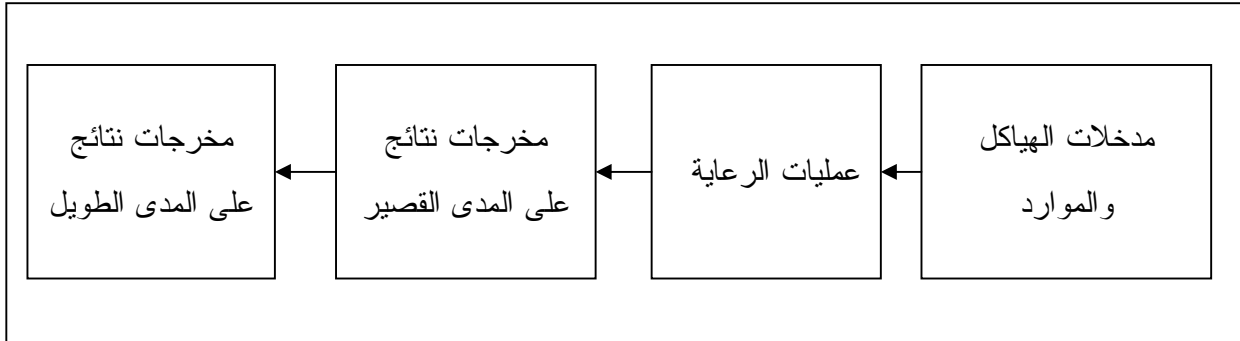 مدخلات الهياكل
والموارد
عمليات الرعاية
مخرجات نتائج
على المدى القصير
مخرجات نتائج
على المدى الطويل